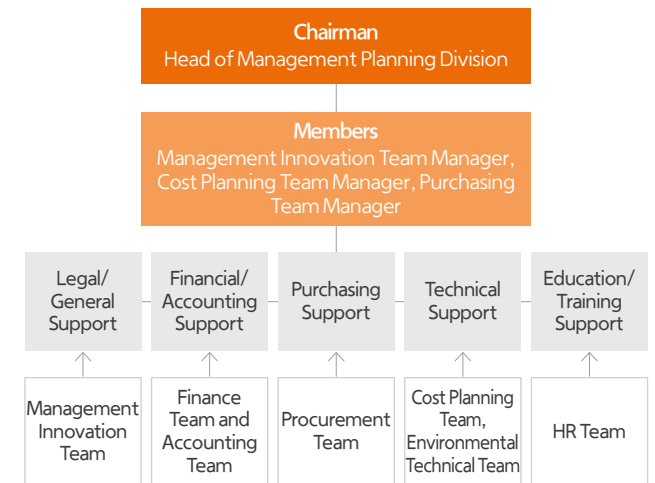 Chairman
Head of Management Planning Division
Members
Management Innovation Team Manager,
Cost Planning Team Manager, Purchasing
Team Manager
Legal/
General
Support
Financial/
Accounting
Support
Purchasing
Support
Technical
Support
Education/
Training
Support
Management
Innovation
Team
Finance
Team and
Accounting
Team
Procurement
Team
Cost Planning
Team,
Environmental
Technical Team
HR Team